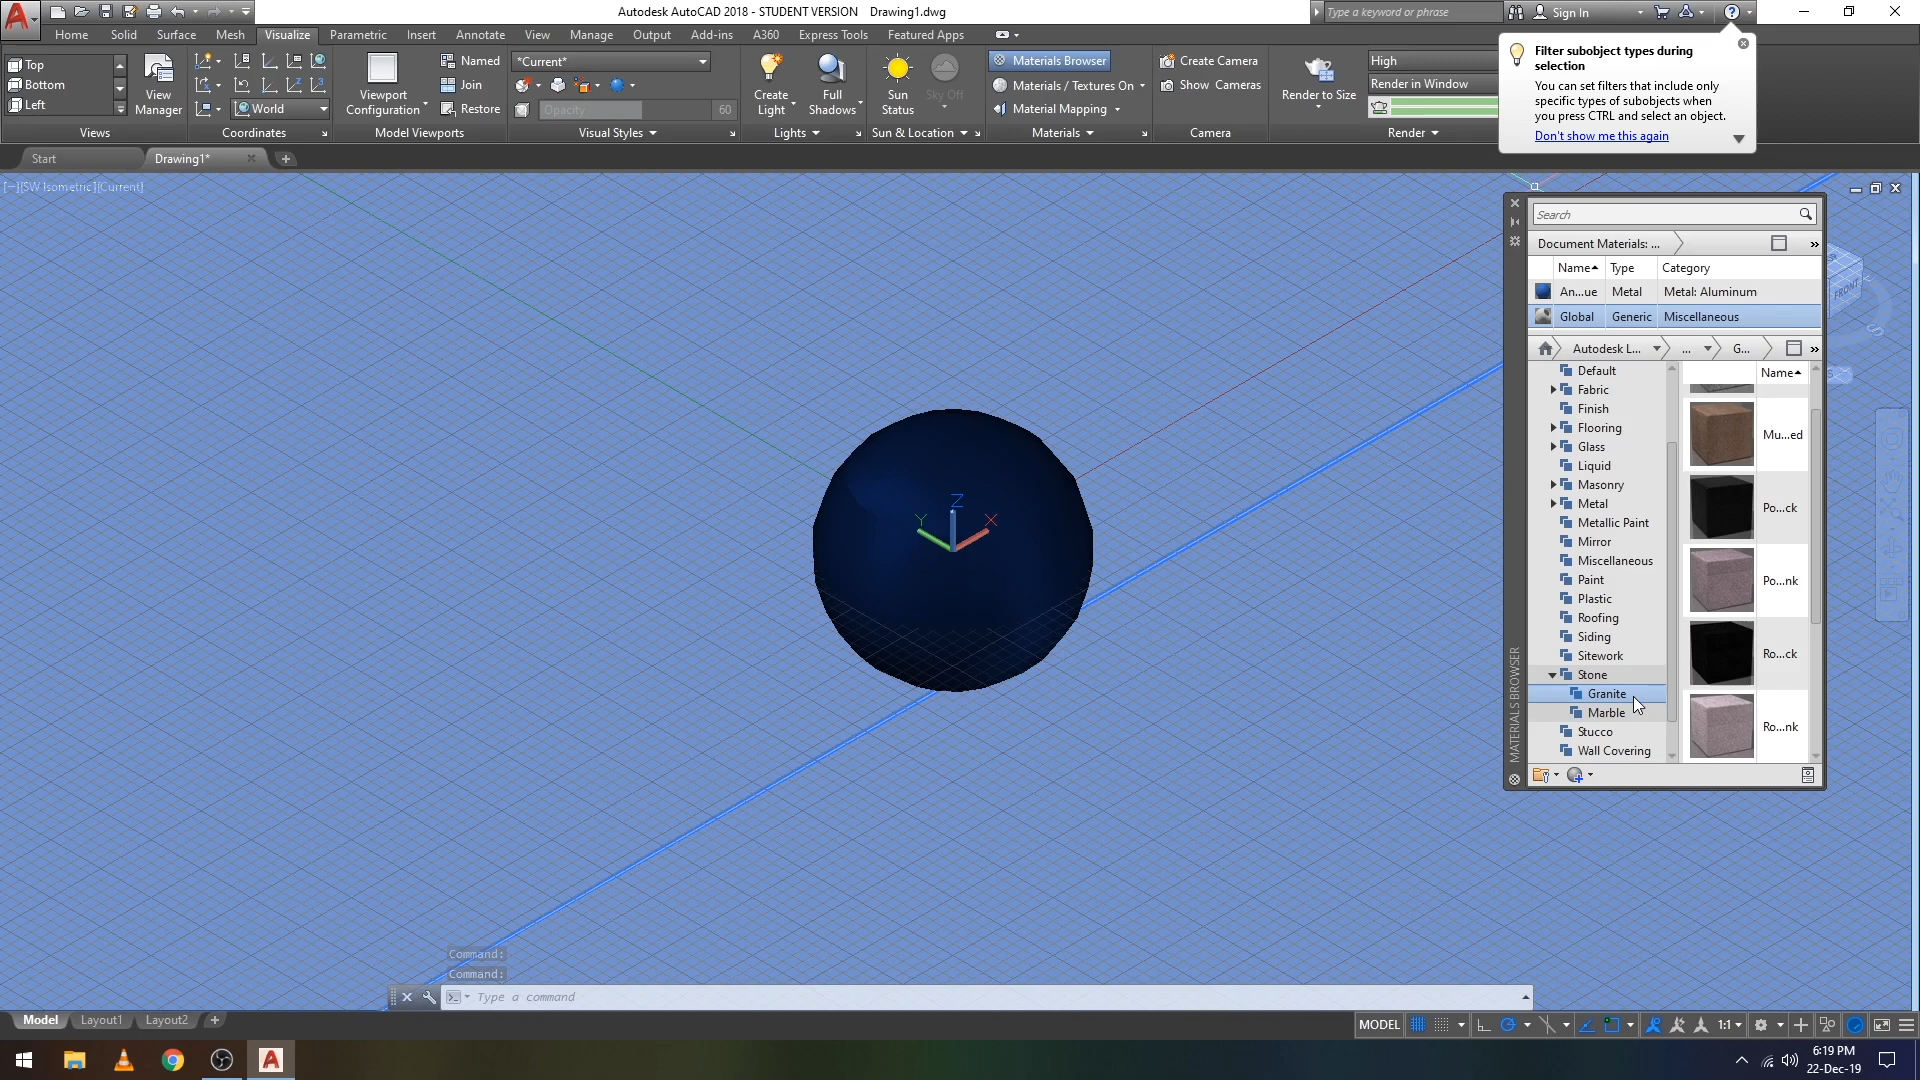 Autodesk AutoCAD 2018 - STUDENT VERSION Drawing1.dwg
Type a keyword or phrase
Sign In
Home Solid Surface Mesh Visualize Parametric Insert Annotate View Manage Output Add-ins A360 Express Tools Featured Apps
Top
Bottom
Left
View
Manager
Views
World
Coordinates
Viewport
Configuration
Named
Join
Restore
Model Viewports
*Current*
Opacity 60
Visual Styles
Create
Light
Full
Shadows
Lights
Sun
Status
Sky Off
Sun & Location
Materials Browser
Materials / Textures On
Material Mapping
Materials
Create Camera
Show Cameras
Camera
Render to Size
High
Render in Window
Render
Filter subobject types during
selection
You can set filters that include only
specific types of subobjects when
you press CTRL and select an object.
Don't show me this again
Start
Drawing1*
[−][SW Isometric][Current]
Z
Y
X
FRONT
Search
Document Materials: ...
Name Type Category
An...ue Metal Metal: Aluminum
Global Generic Miscellaneous
Autodesk L... ... G...
Name
Default
Fabric
Finish
Flooring
Glass
Liquid
Masonry
Metal
Metallic Paint
Mirror
Miscellaneous
Paint
Plastic
Roofing
Siding
Sitework
Stone
Granite
Marble
Stucco
Wall Covering
Mu...ed
Po...ck
Po...nk
Ro...ck
Ro...nk
MATERIALS BROWSER
Command:
Command:
Type a command
Model Layout1 Layout2
MODEL
1:1
6:19 PM
22-Dec-19